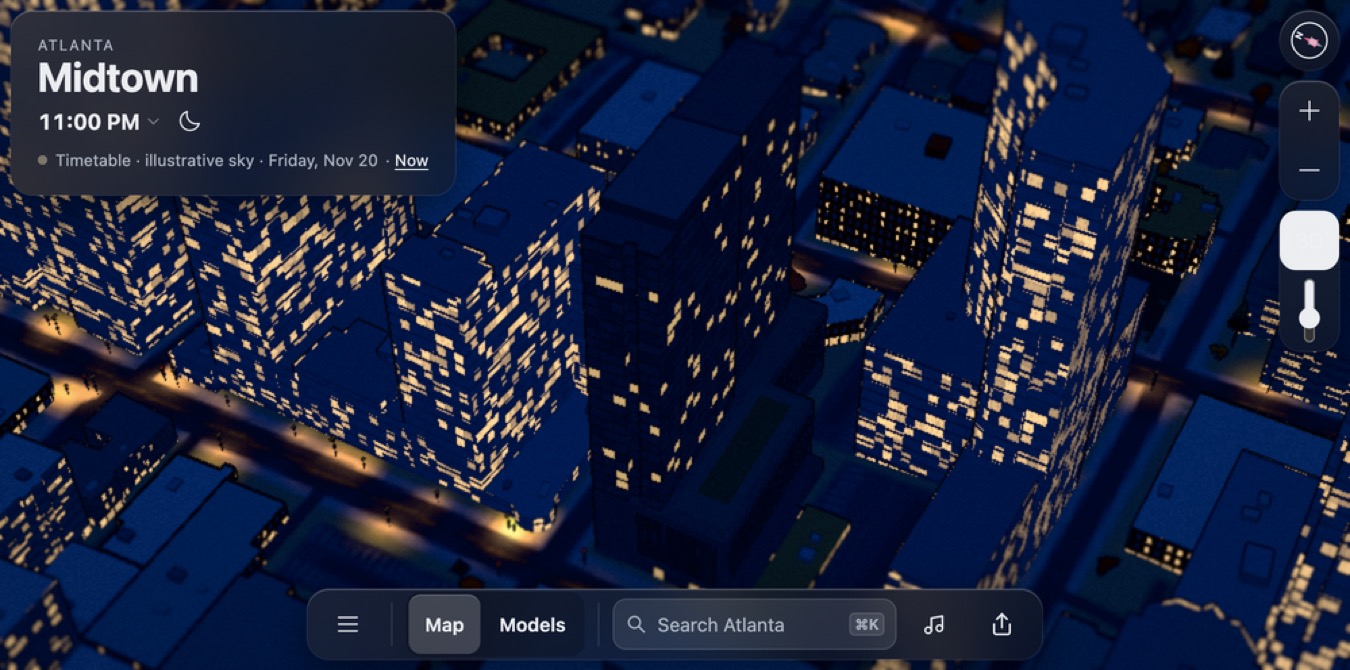 ATLANTA
Midtown
11:00 PM
Timetable · illustrative sky · Friday, Nov 20 · Now
N
Map
Models
Search Atlanta
⌘K